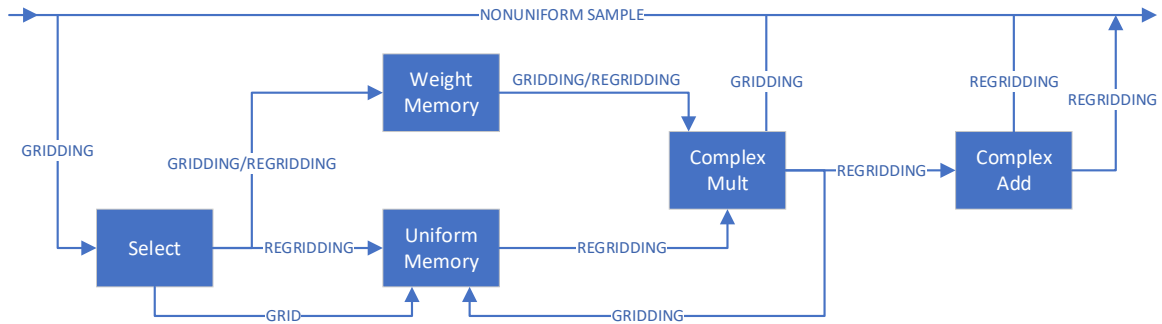 NONUNIFORM SAMPLE
Weight
Memory
GRIDDING/REGRIDDING
GRIDDING
REGRIDDING
REGRIDDING
GRIDDING
GRIDDING/REGRIDDING
Complex
Mult
REGRIDDING
Complex
Add
Select
REGRIDDING
Uniform
Memory
REGRIDDING
GRID
GRIDDING